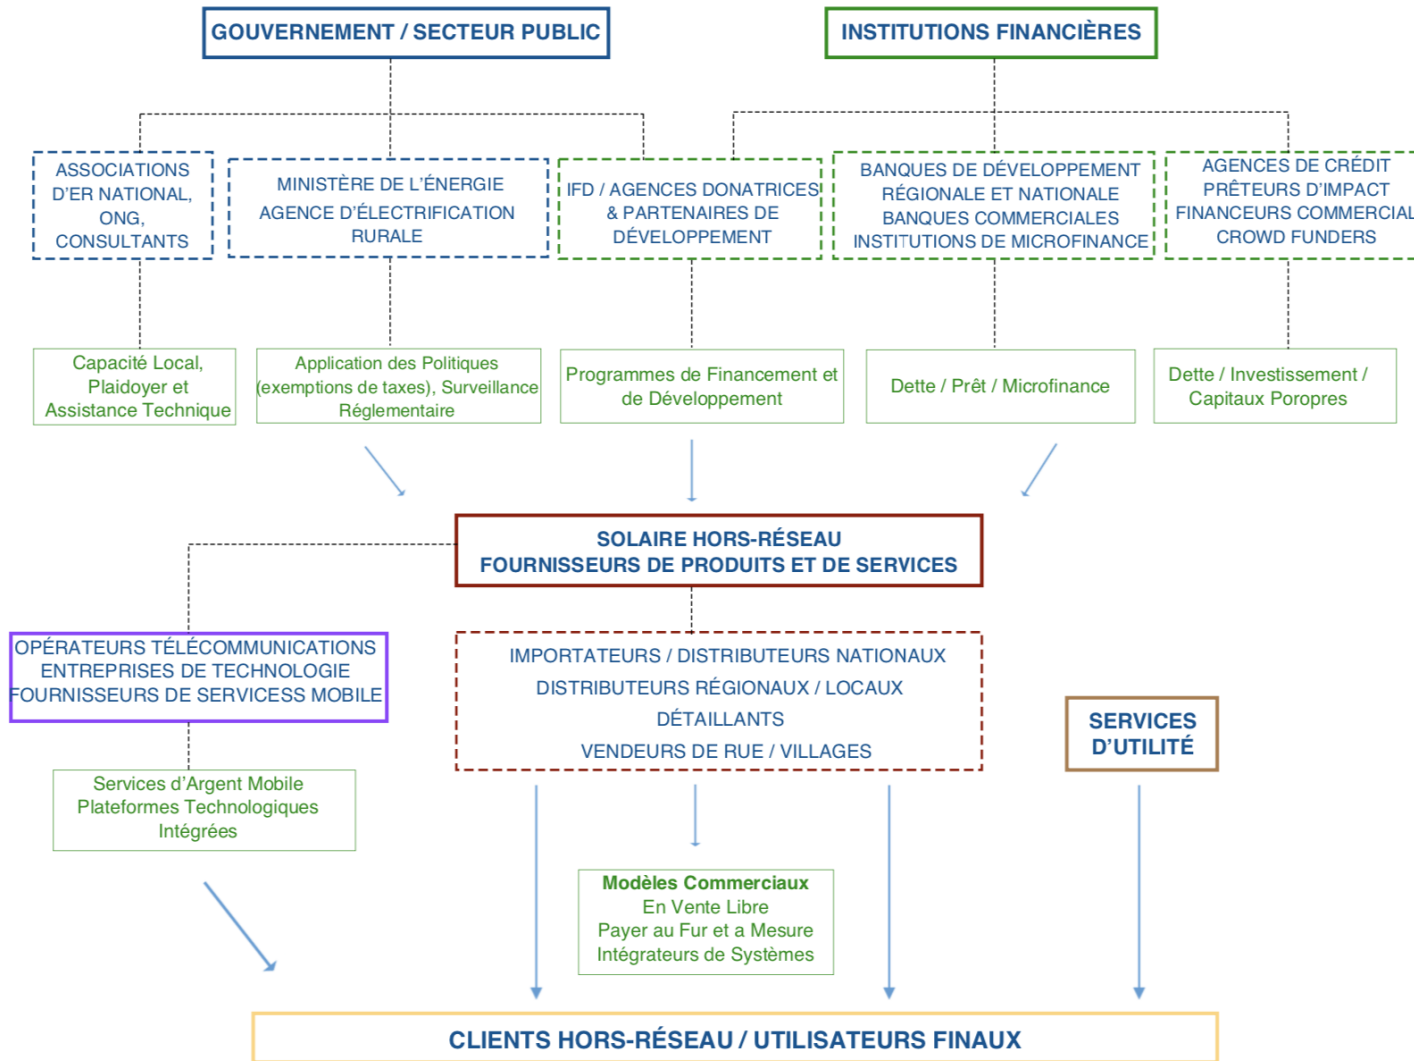 GOUVERNEMENT / SECTEUR PUBLIC
INSTITUTIONS FINANCIÈRES
ASSOCIATIONS
D'ER NATIONAL,
ONG,
CONSULTANTS
MINISTÈRE DE L'ÉNERGIE
AGENCE D'ÉLECTRIFICATION
RURALE
IFD / AGENCES DONATRICES
& PARTENAIRES DE
DÉVELOPPEMENT
BANQUES DE DÉVELOPPEMENT
RÉGIONALE ET NATIONALE
BANQUES COMMERCIALES
INSTITUTIONS DE MICROFINANCE
AGENCES DE CRÉDIT
PRÊTEURS D'IMPACT
FINANCEURS COMMERCIAL
CROWD FUNDERS
Capacité Local,
Plaidoyer et
Assistance Technique
Application des Politiques
(exemptions de taxes), Surveillance
Réglementaire
Programmes de Financement et
de Développement
Dette / Prêt / Microfinance
Dette / Investissement /
Capitaux Poropres
SOLAIRE HORS-RÉSEAU
FOURNISSEURS DE PRODUITS ET DE SERVICES
OPÉRATEURS TÉLÉCOMMUNICATIONS
ENTREPRISES DE TECHNOLOGIE
FOURNISSEURS DE SERVICESS MOBILE
IMPORTATEURS / DISTRIBUTEURS NATIONAUX
DISTRIBUTEURS RÉGIONAUX / LOCAUX
DÉTAILLANTS
VENDEURS DE RUE / VILLAGES
SERVICES
D'UTILITÉ
Services d'Argent Mobile
Plateformes Technologiques
Intégrées
Modèles Commerciaux
En Vente Libre
Payer au Fur et a Mesure
Intégrateurs de Systèmes
CLIENTS HORS-RÉSEAU / UTILISATEURS FINAUX